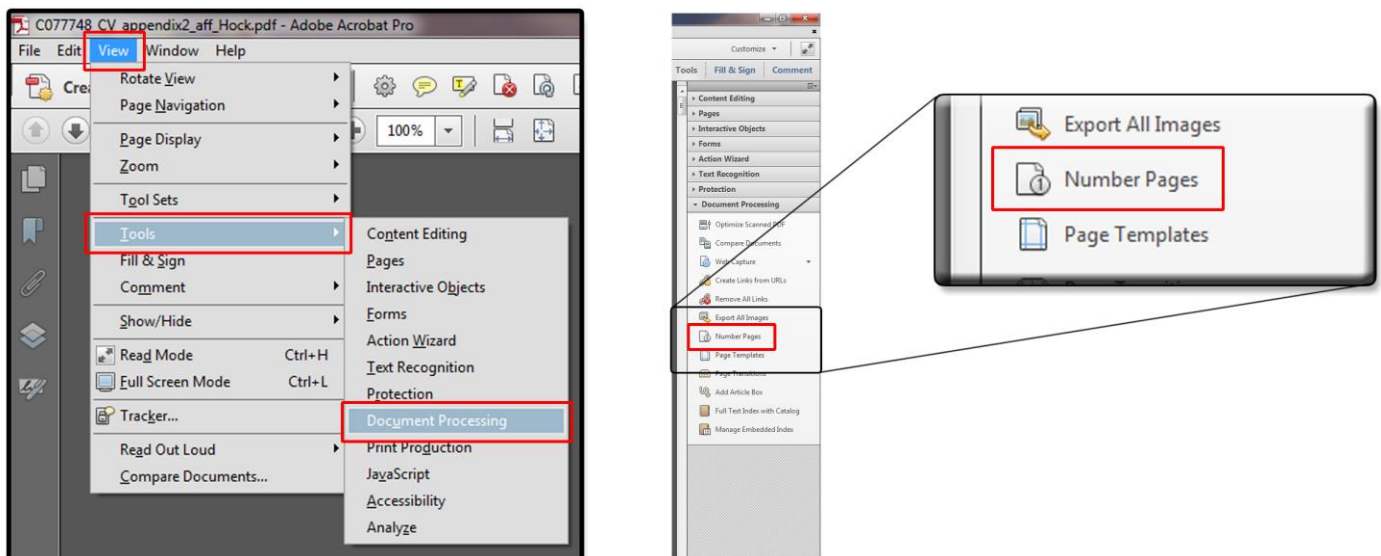 C077748_CV_appendix2_aff_Hock.pdf - Adobe Acrobat Pro
File Edit View Window Help
Crea
100%
Rotate View
Page Navigation
Page Display
Zoom
Tool Sets
Tools
Fill & Sign
Comment
Show/Hide
Read Mode Ctrl+H
Full Screen Mode Ctrl+L
Tracker...
Read Out Loud
Compare Documents...
Content Editing
Pages
Interactive Objects
Forms
Action Wizard
Text Recognition
Protection
Document Processing
Print Production
JavaScript
Accessibility
Analyze
Customize
Tools Fill & Sign Comment
Content Editing
Pages
Interactive Objects
Forms
Action Wizard
Text Recognition
Protection
Document Processing
Optimize Scanned PDF
Compare Documents
Web Capture
Create Links from URLs
Remove All Links
Export All Images
Number Pages
Page Templates
Page Transitions
Add Article Box
Full Text Index with Catalog
Manage Embedded Index
Export All Images
Number Pages
Page Templates